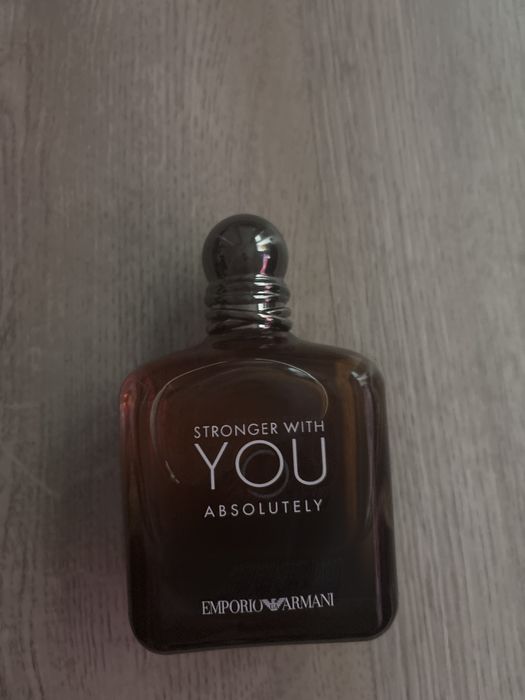 STRONGER WITH
YOU
ABSOLUTELY
EMPORIO ARMANI